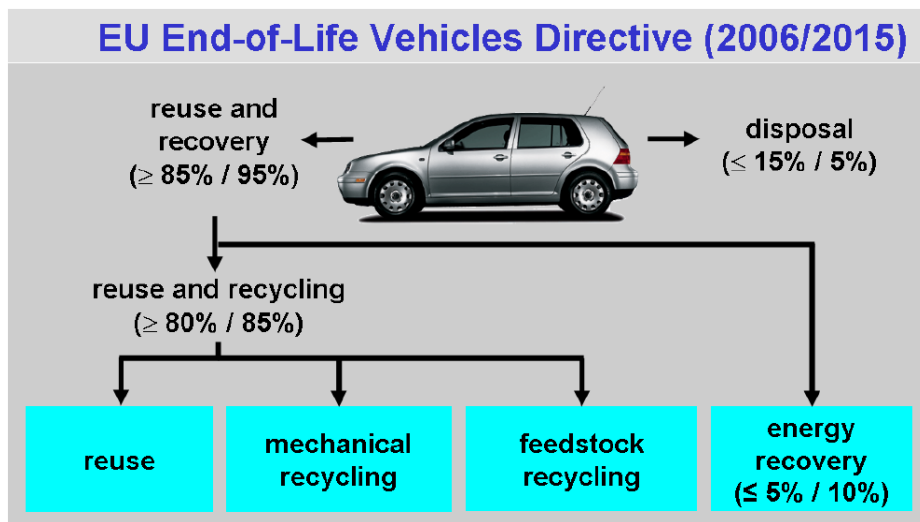 EU End-of-Life Vehicles Directive (2006/2015)
reuse and
recovery
(≥ 85% / 95%)
disposal
(≤ 15% / 5%)
reuse and recycling
(≥ 80% / 85%)
reuse
mechanical
recycling
feedstock
recycling
energy
recovery
(≤ 5% / 10%)